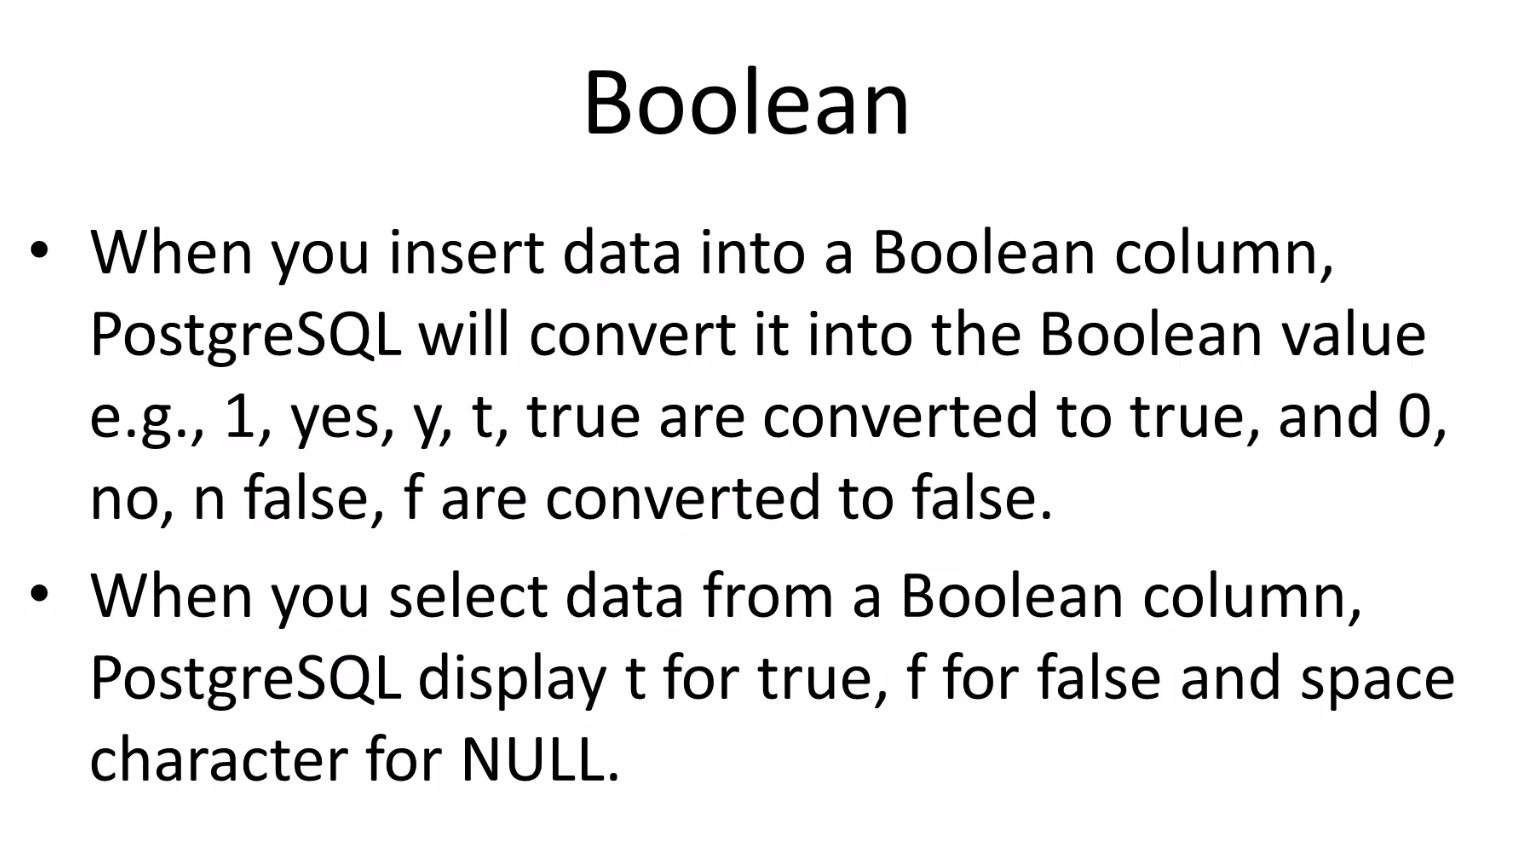 Boolean
• When you insert data into a Boolean column,
PostgreSQL will convert it into the Boolean value
e.g., 1, yes, y, t, true are converted to true, and 0,
no, n false, f are converted to false.
• When you select data from a Boolean column,
PostgreSQL display t for true, f for false and space
character for NULL.